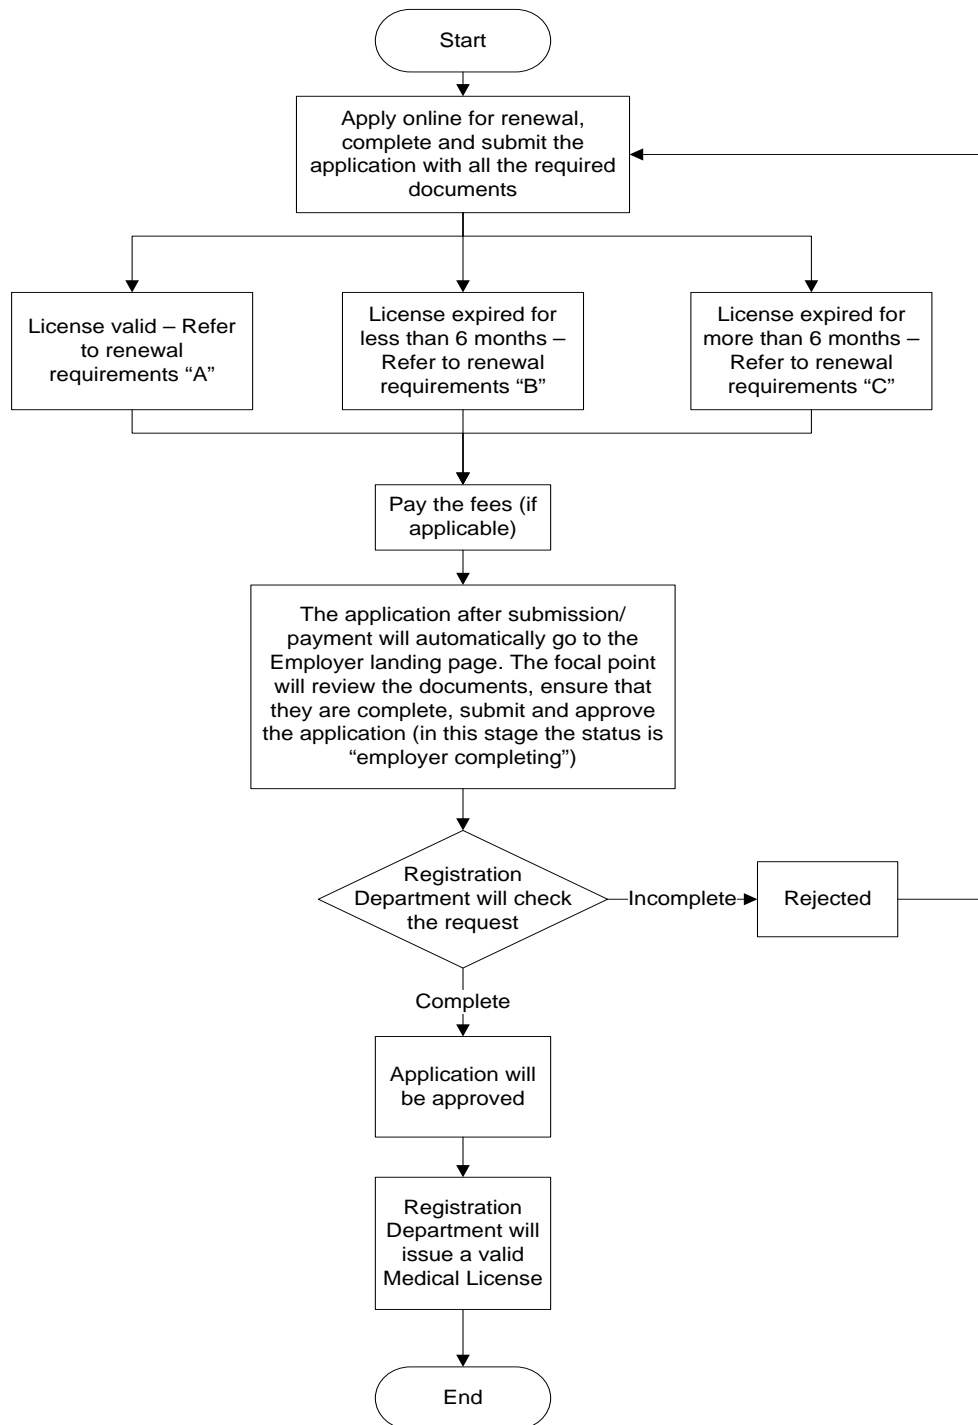 Start
Apply online for renewal,
complete and submit the
application with all the required
documents
License valid – Refer
to renewal
requirements “A”
License expired for
less than 6 months –
Refer to renewal
requirements “B”
License expired for
more than 6 months –
Refer to renewal
requirements “C”
Pay the fees (if
applicable)
The application after submission/
payment will automatically go to the
Employer landing page. The focal point
will review the documents, ensure that
they are complete, submit and approve
the application (in this stage the status is
“employer completing”)
Registration
Department will check
the request
Incomplete
Rejected
Complete
Application will
be approved
Registration
Department will
issue a valid
Medical License
End